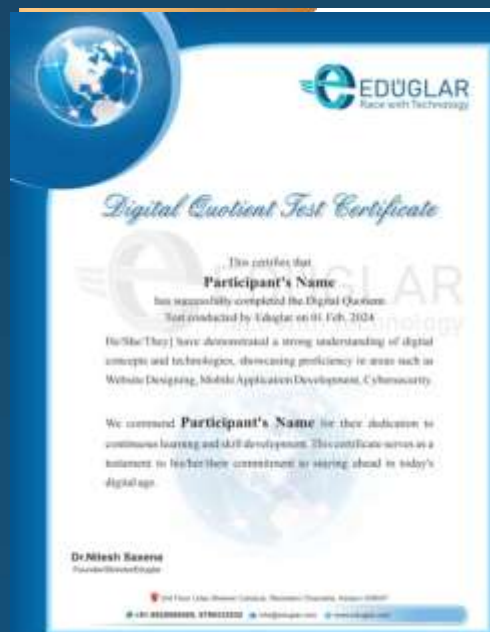 EDÜGLAR
Race with Technology
Digital Quotient Test Certificate
This certifies that
Participant's Name
has successfully completed the Digital Quotient
Test conducted by Eduglar on 01 Feb, 2024
He/She/They] have demonstrated a strong understanding of digital
concepts and technologies, showcasing proficiency in areas such as
Website Designing, Mobile Application Development, Cybersecurity
We commend Participant's Name for their dedication to
continuous learning and skill development. This certificate serves as a
testament to his/her/their commitment to staying ahead in today's
digital age.
Dr.Nitesh Saxena